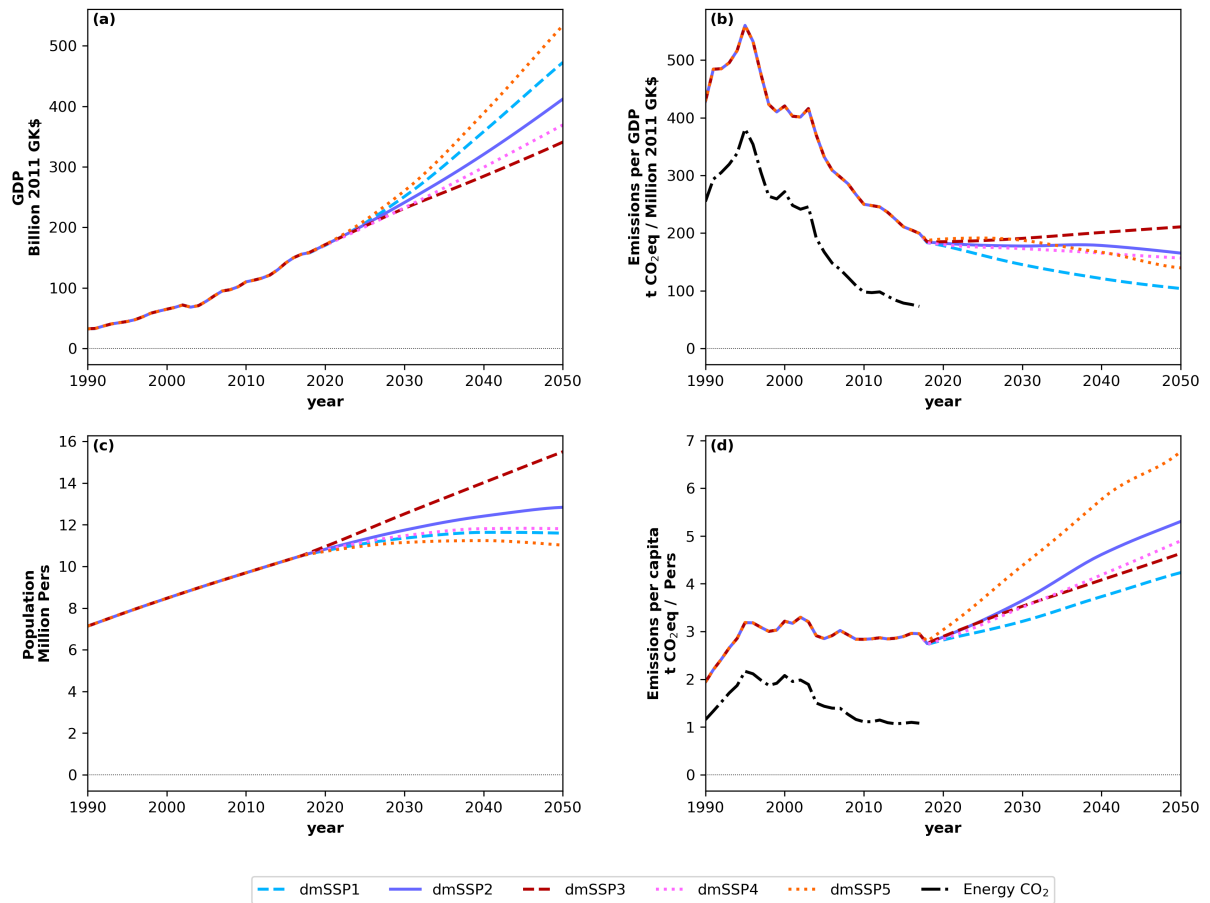 (a)
500
400
300
200
100
0
GDP
Billion 2011 GK$
1990 2000 2010 2020 2030 2040 2050
year
(b)
500
400
300
200
100
0
Emissions per GDP
t CO₂eq / Million 2011 GK$
1990 2000 2010 2020 2030 2040 2050
year
(c)
16
14
12
10
8
6
4
2
0
Population
Million Pers
1990 2000 2010 2020 2030 2040 2050
year
(d)
7
6
5
4
3
2
1
0
Emissions per capita
t CO₂eq / Pers
1990 2000 2010 2020 2030 2040 2050
year
dmSSP1 dmSSP2 dmSSP3 dmSSP4 dmSSP5 Energy CO₂